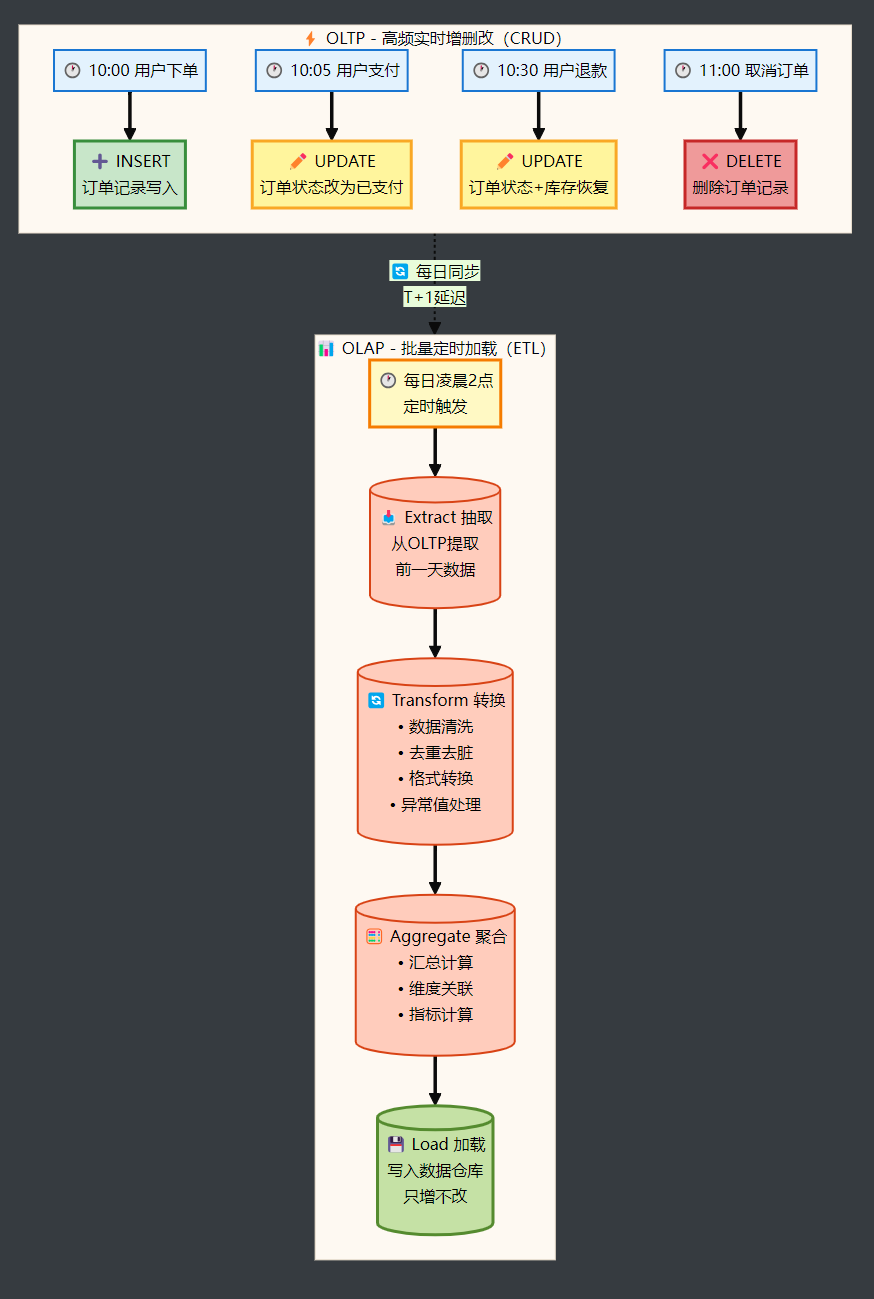 ⚡ OLTP - 高频实时增删改（CRUD）
🕐 10:00 用户下单
🕐 10:05 用户支付
🕐 10:30 用户退款
🕐 11:00 取消订单
➕ INSERT
订单记录写入
✏️ UPDATE
订单状态改为已支付
✏️ UPDATE
订单状态+库存恢复
❌ DELETE
删除订单记录
🔄 每日同步
T+1延迟
📊 OLAP - 批量定时加载（ETL）
🕐 每日凌晨2点
定时触发
📥 Extract 抽取
从OLTP提取
前一天数据
🔄 Transform 转换
• 数据清洗
• 去重去脏
• 格式转换
• 异常值处理
🧮 Aggregate 聚合
• 汇总计算
• 维度关联
• 指标计算
💾 Load 加载
写入数据仓库
只增不改